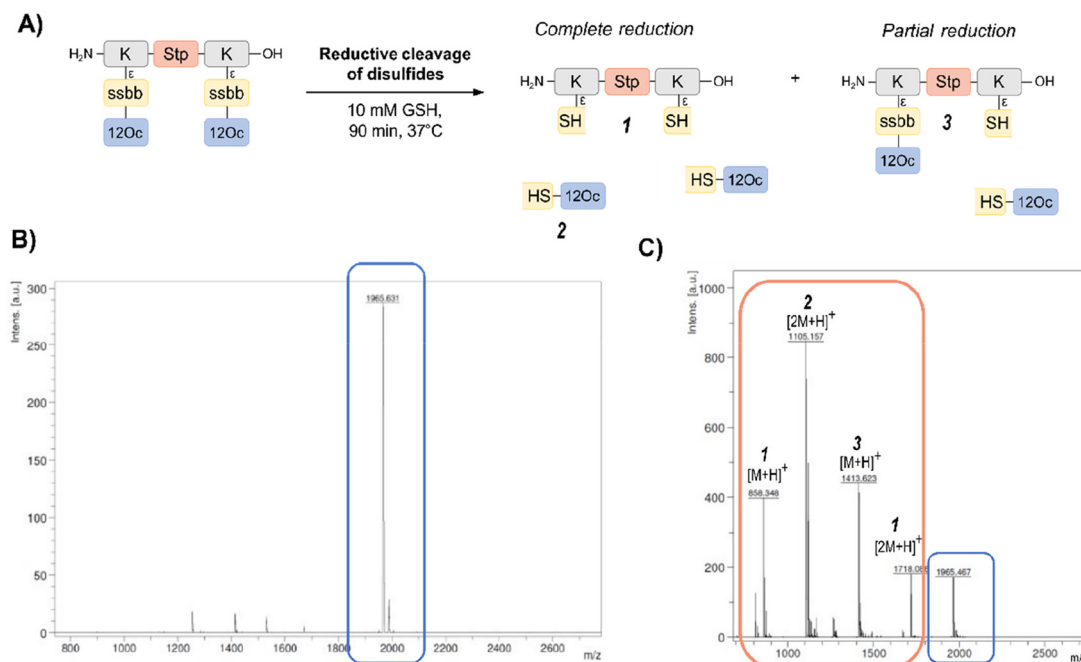 A)
Complete reduction
Partial reduction
H₂N
K
Stp
K
OH
ε
ε
ssbb
ssbb
12Oc
12Oc
Reductive cleavage
of disulfides
10 mM GSH,
90 min, 37°C
H₂N
K
Stp
K
OH
ε
ε
SH
1
SH
HS
12Oc
2
HS
12Oc
+
H₂N
K
Stp
K
OH
ε
ε
ssbb
3
SH
12Oc
HS
12Oc
B)
Intens. [a.u.]
300
250
200
150
100
50
0
1965.631
800
1000
1200
1400
1600
1800
2000
2200
2400
2600
m/z
C)
Intens. [a.u.]
1000
800
600
400
200
0
2
[2M+H]⁺
1105.157
1
[M+H]⁺
858.348
3
[M+H]⁺
1413.623
1
[2M+H]⁺
1965.467
1000
1500
2000
2500